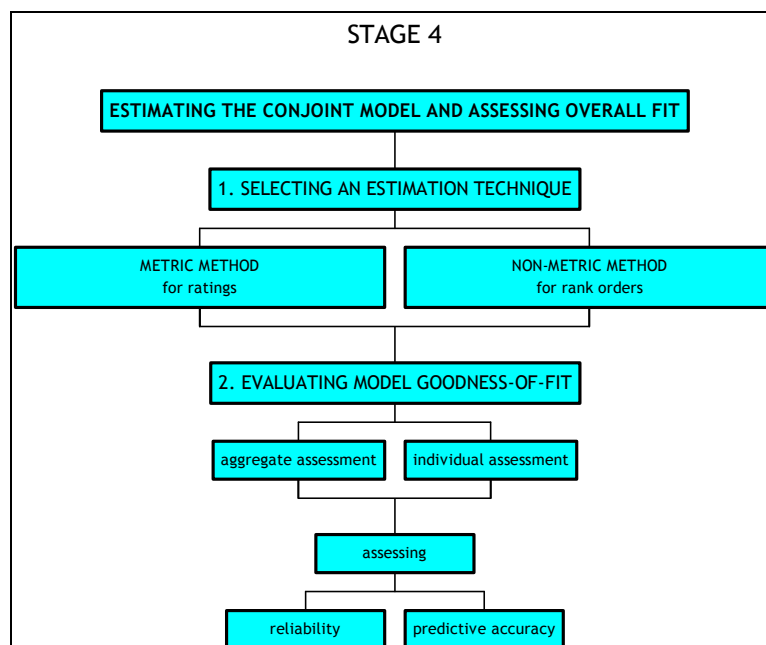 STAGE 4
ESTIMATING THE CONJOINT MODEL AND ASSESSING OVERALL FIT
1. SELECTING AN ESTIMATION TECHNIQUE
METRIC METHOD
for ratings
NON-METRIC METHOD
for rank orders
2. EVALUATING MODEL GOODNESS-OF-FIT
aggregate assessment
individual assessment
assessing
reliability
predictive accuracy